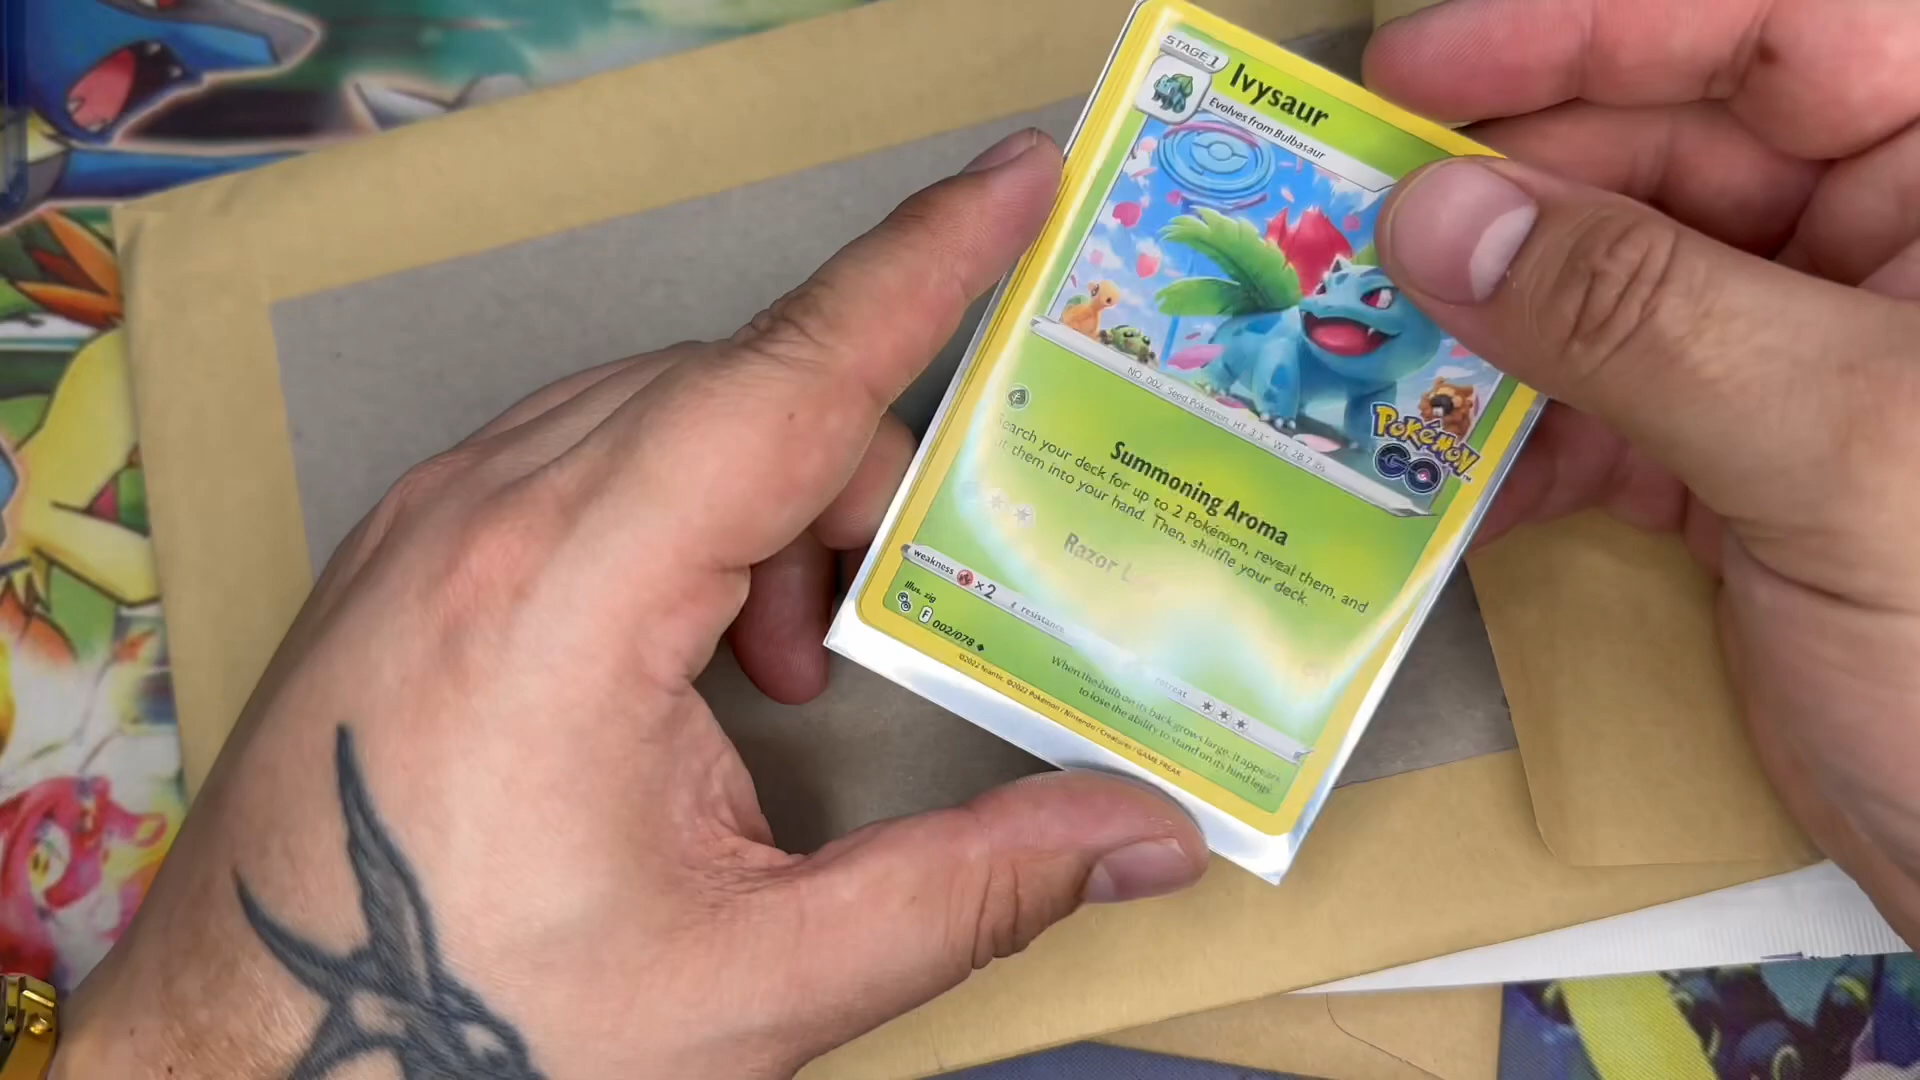 STAGE 1
Ivysaur
Evolves from Bulbasaur
NO. 002 Seed Pokémon HT: 3'3" WT: 28.7 lbs.
Pokémon
GO
Summoning Aroma
earch your deck for up to 2 Pokémon, reveal them, and
ut them into your hand. Then, shuffle your deck.
Razor L
weakness ×2
resistance
retreat
Illus. zig
F 002/078
When the bulb on its back grows large, it appears
to lose the ability to stand on its hind legs.
©2022 Niantic. ©2022 Pokémon / Nintendo / Creatures / GAME FREAK